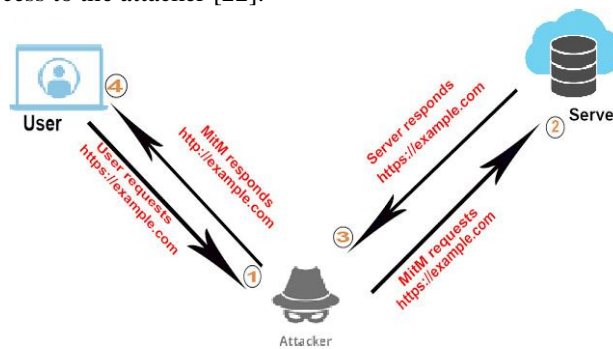 cess to the attacker [22].
④
User
User requests
https://example.com
MitM responds
http://example.com
①
Attacker
Server responds
https://example.com
③
MitM requests
https://example.com
②
Serve